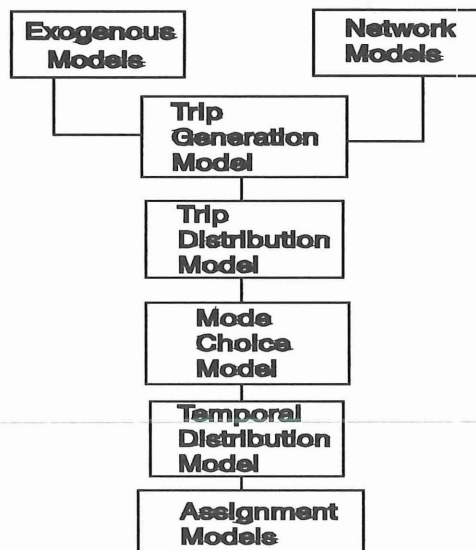 Exogenous
Models
Network
Models
Trip
Generation
Model
Trip
Distribution
Model
Mode
Choice
Model
Temporal
Distribution
Model
Assignment
Models